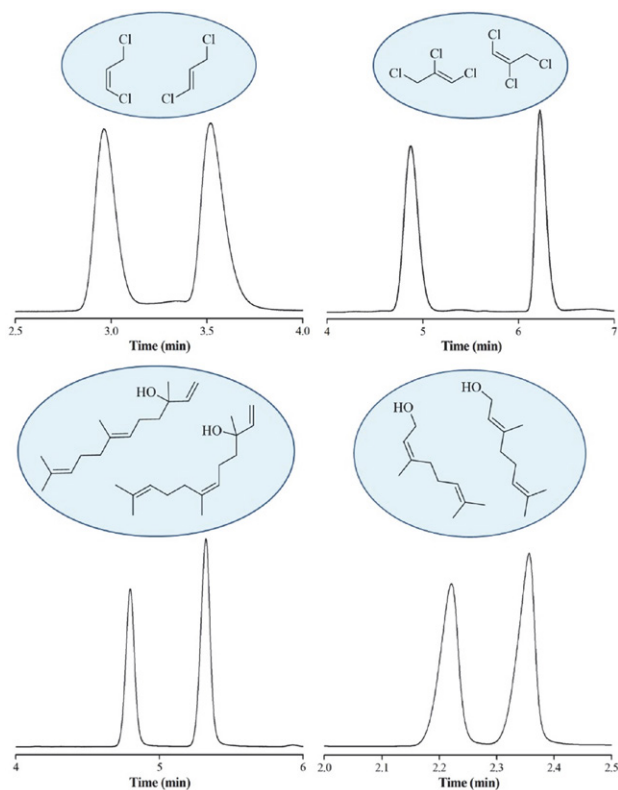 Cl Cl
Cl Cl
Cl Cl Cl
Cl Cl Cl
2.5 3.0 3.5 4.0
Time (min)
4 5 6 7
Time (min)
HO
HO
HO
HO
4 5 6
Time (min)
2.0 2.1 2.2 2.3 2.4 2.5
Time (min)